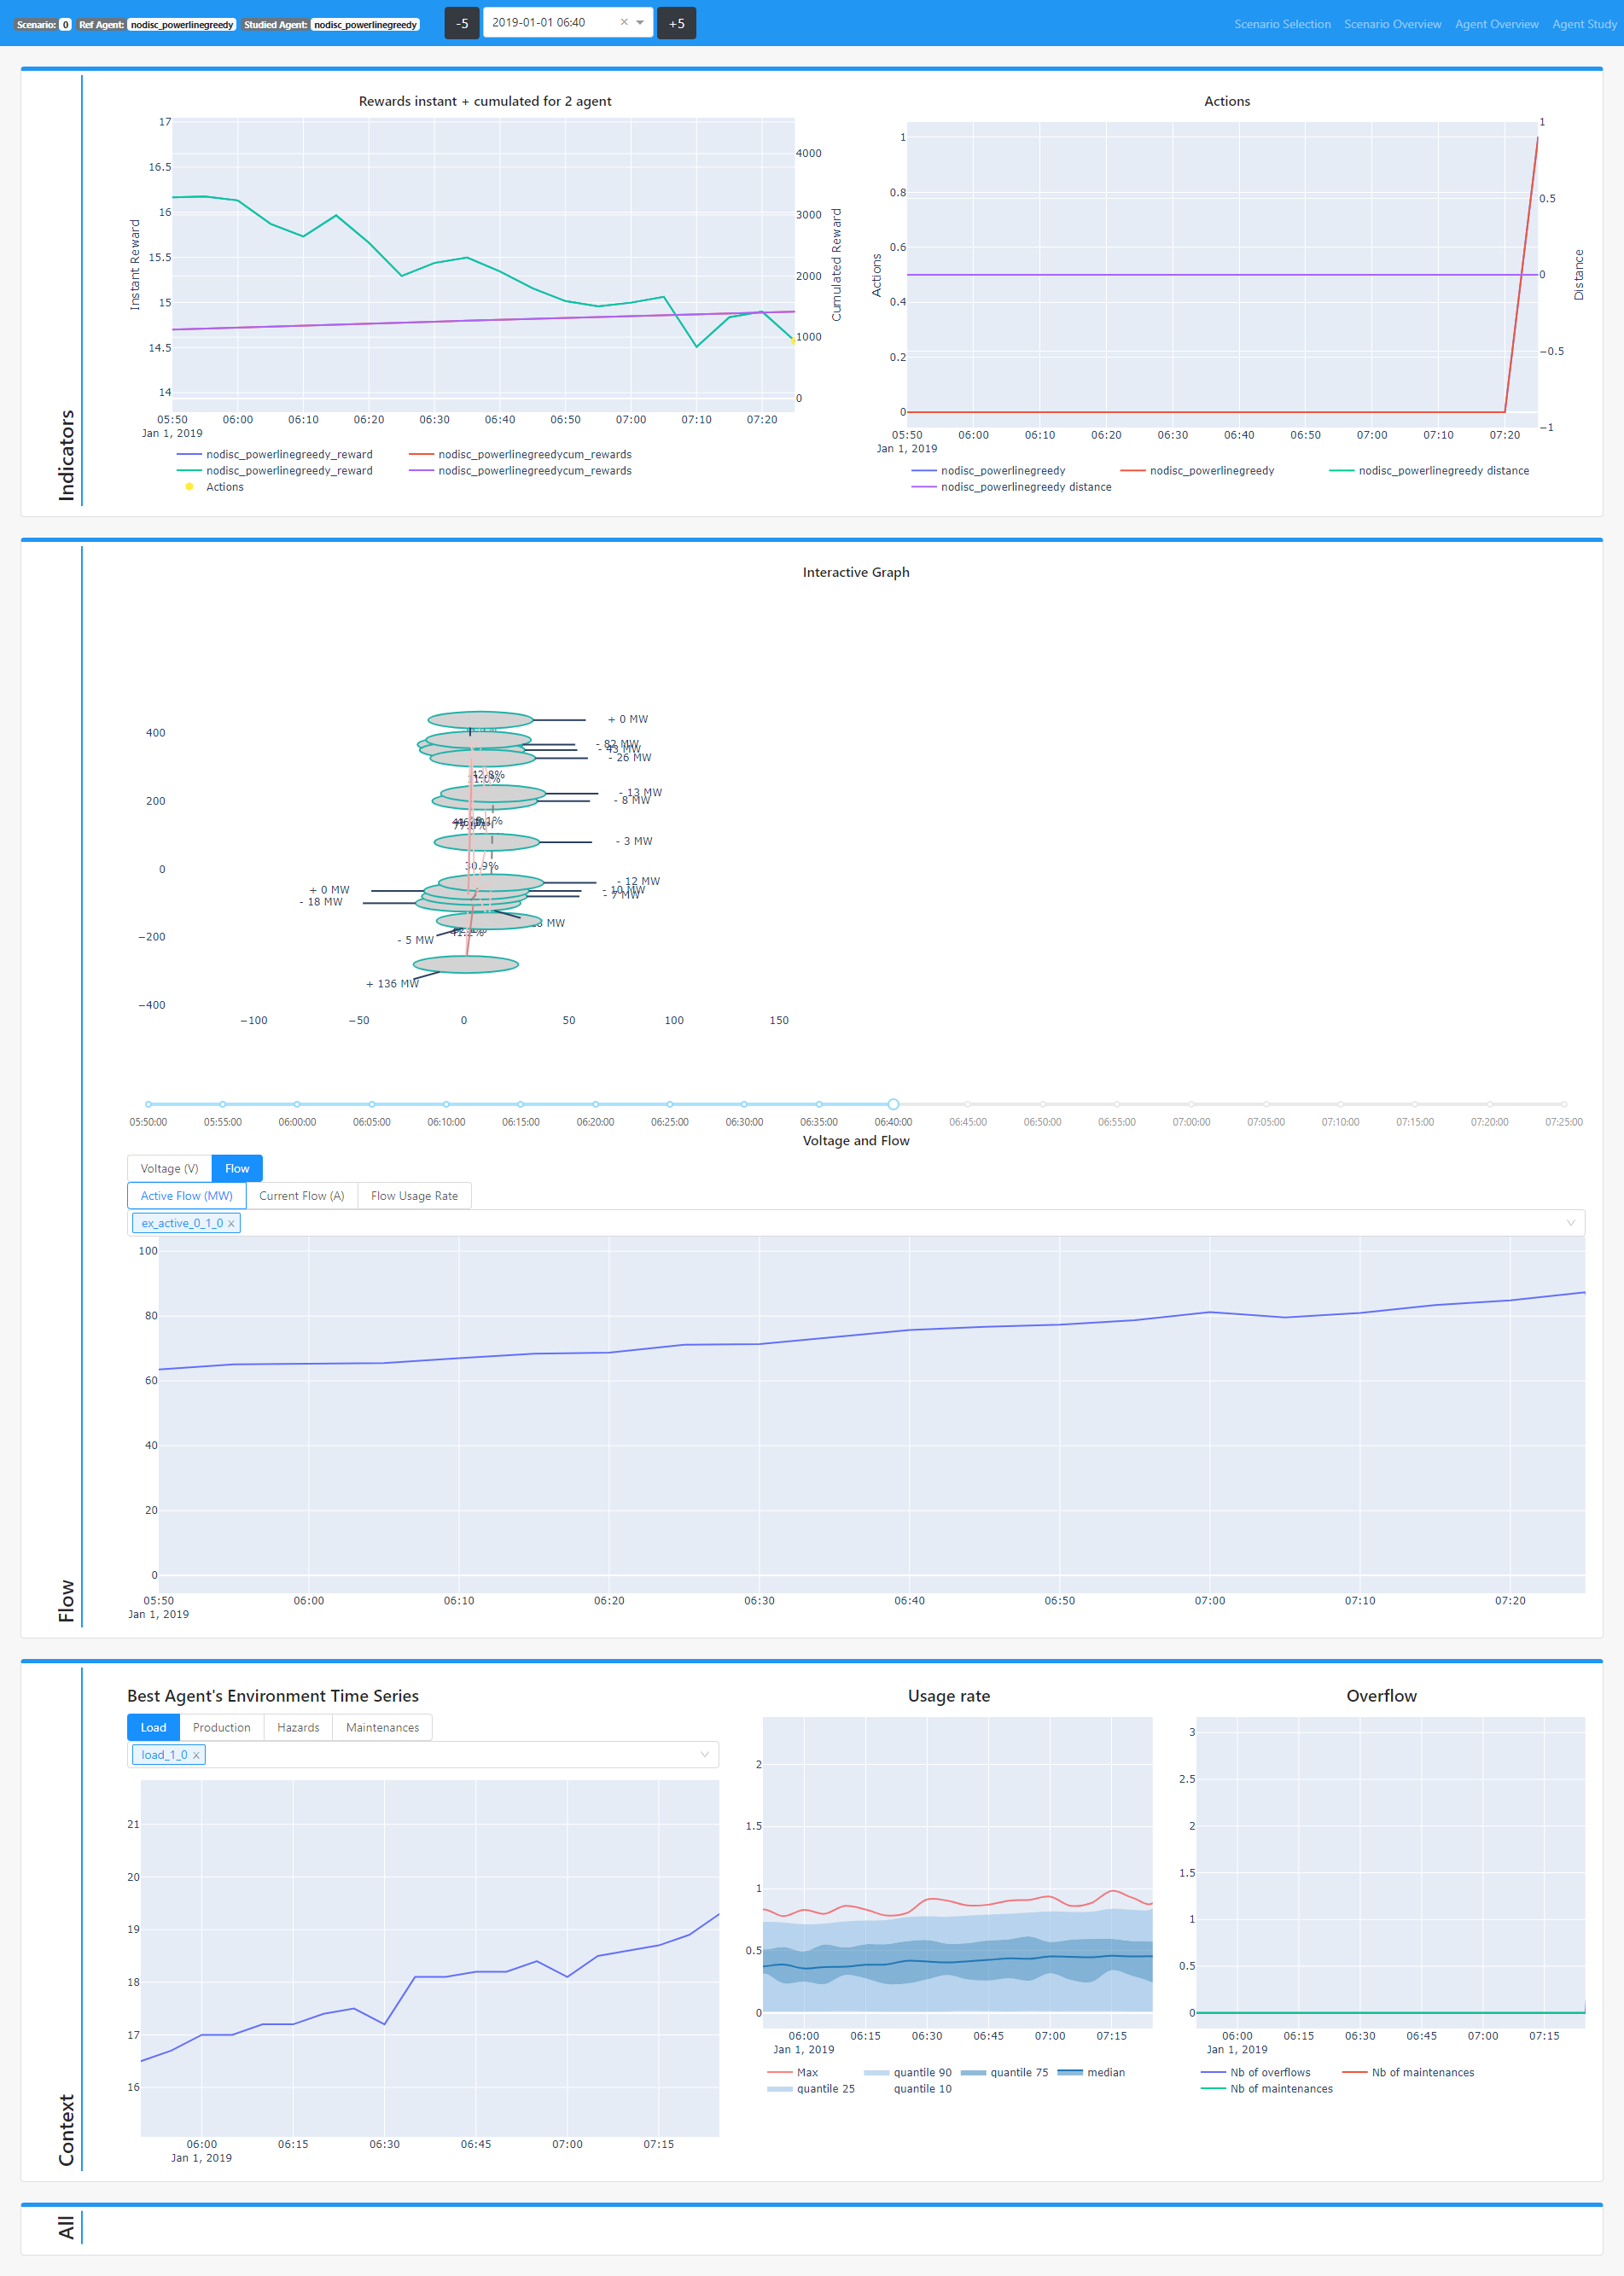 Scenario: 0 Ref Agent: nodisc_powerlinegreedy Studied Agent: nodisc_powerlinegreedy -5 2019-01-01 06:40 × +5 Scenario Selection Scenario Overview Agent Overview Agent Study
Indicators
Rewards instant + cumulated for 2 agent
17
16.5
16
15.5
15
14.5
14
Instant Reward
4000
3000
2000
1000
0
Cumulated Reward
05:50 06:00 06:10 06:20 06:30 06:40 06:50 07:00 07:10 07:20
Jan 1, 2019
nodisc_powerlinegreedy_reward nodisc_powerlinegreedycum_rewards
nodisc_powerlinegreedy_reward nodisc_powerlinegreedycum_rewards
Actions
Actions
1
0.8
0.6
0.4
0.2
0
Actions
1
0.5
0
−0.5
−1
Distance
05:50 06:00 06:10 06:20 06:30 06:40 06:50 07:00 07:10 07:20
Jan 1, 2019
nodisc_powerlinegreedy nodisc_powerlinegreedy nodisc_powerlinegreedy distance
nodisc_powerlinegreedy distance
Flow
Interactive Graph
400
200
0
−200
−400
+ 0 MW
- 82 MW
- 43 MW
- 26 MW
42.8%
- 13 MW
- 8 MW
- 3 MW
30.9%
- 12 MW
- 10 MW
- 7 MW
+ 0 MW
- 18 MW
MW
- 5 MW
+ 136 MW
−100 −50 0 50 100 150
05:50:00 05:55:00 06:00:00 06:05:00 06:10:00 06:15:00 06:20:00 06:25:00 06:30:00 06:35:00 06:40:00 06:45:00 06:50:00 06:55:00 07:00:00 07:05:00 07:10:00 07:15:00 07:20:00 07:25:00
Voltage and Flow
Voltage (V) Flow
Active Flow (MW) Current Flow (A) Flow Usage Rate
ex_active_0_1_0 ×
100
80
60
40
20
0
05:50 06:00 06:10 06:20 06:30 06:40 06:50 07:00 07:10 07:20
Jan 1, 2019
Context
Best Agent's Environment Time Series
Load Production Hazards Maintenances
load_1_0 ×
21
20
19
18
17
16
06:00 06:15 06:30 06:45 07:00 07:15
Jan 1, 2019
Usage rate
2
1.5
1
0.5
0
06:00 06:15 06:30 06:45 07:00 07:15
Jan 1, 2019
Max quantile 90 quantile 75 median
quantile 25 quantile 10
Overflow
3
2.5
2
1.5
1
0.5
0
06:00 06:15 06:30 06:45 07:00 07:15
Jan 1, 2019
Nb of overflows Nb of maintenances
Nb of maintenances
All